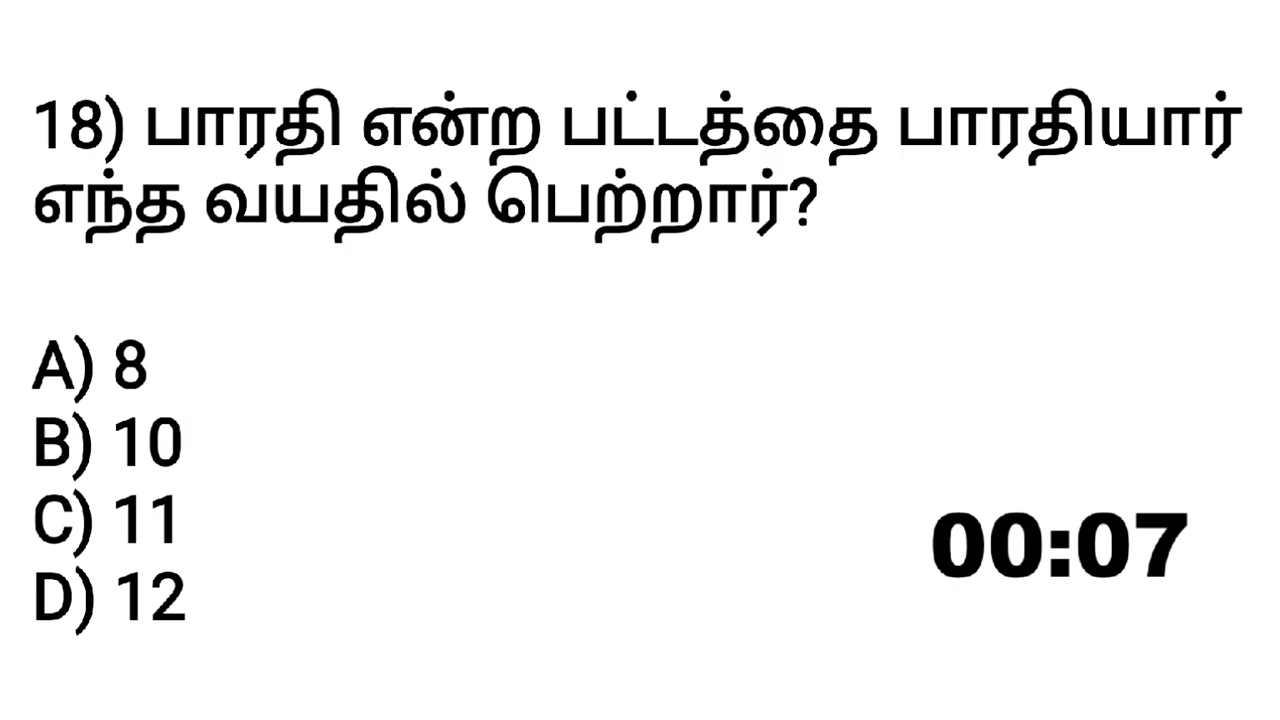 18) பாரதி என்ற பட்டத்தை பாரதியார்
எந்த வயதில் பெற்றார்?
A) 8
B) 10
C) 11
D) 12
00:07